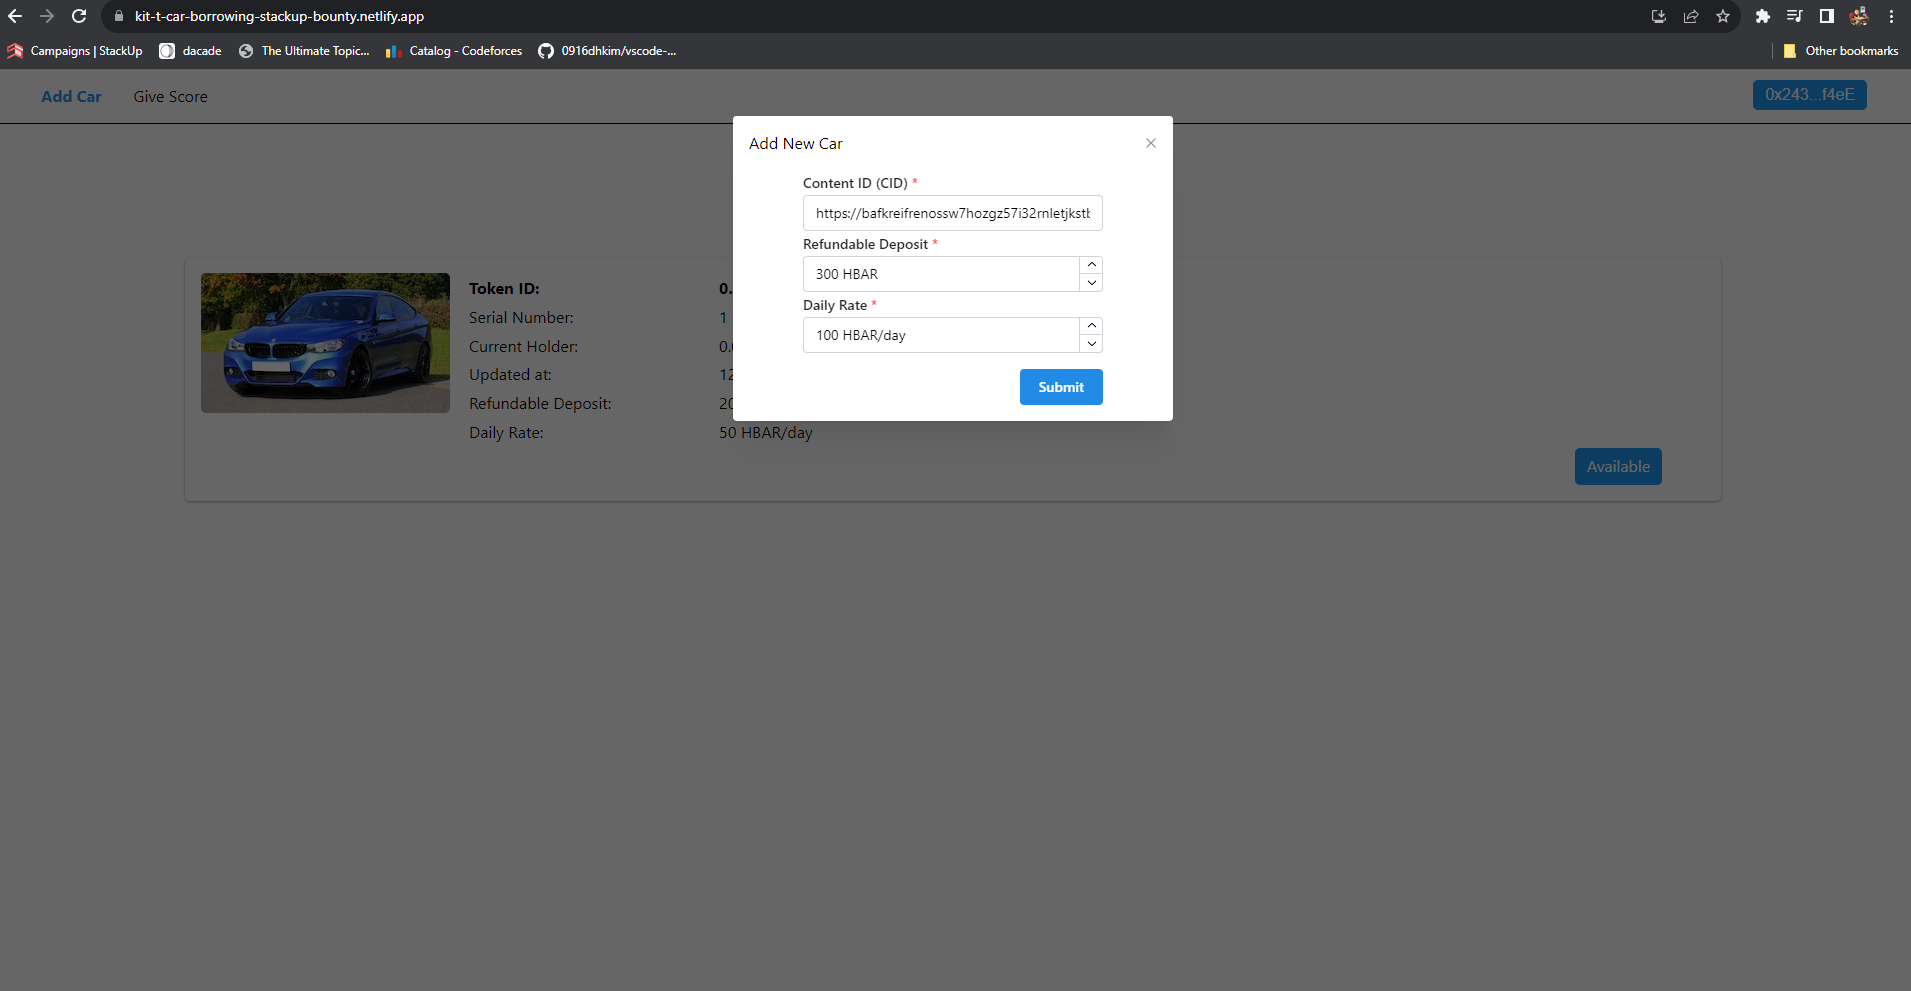 kit-t-car-borrowing-stackup-bounty.netlify.app
Campaigns | StackUp dacade The Ultimate Topic... Catalog - Codeforces 0916dhkim/vscode-... Other bookmarks
Add Car Give Score 0x243...f4eE
Add New Car
Content ID (CID) *
https://bafkreifrenossw7hozgz57i32rnletjkstb
Refundable Deposit *
300 HBAR
Daily Rate *
100 HBAR/day
Submit
Token ID: 0.
Serial Number: 1
Current Holder: 0.
Updated at: 12
Refundable Deposit: 20
Daily Rate: 50 HBAR/day
Available